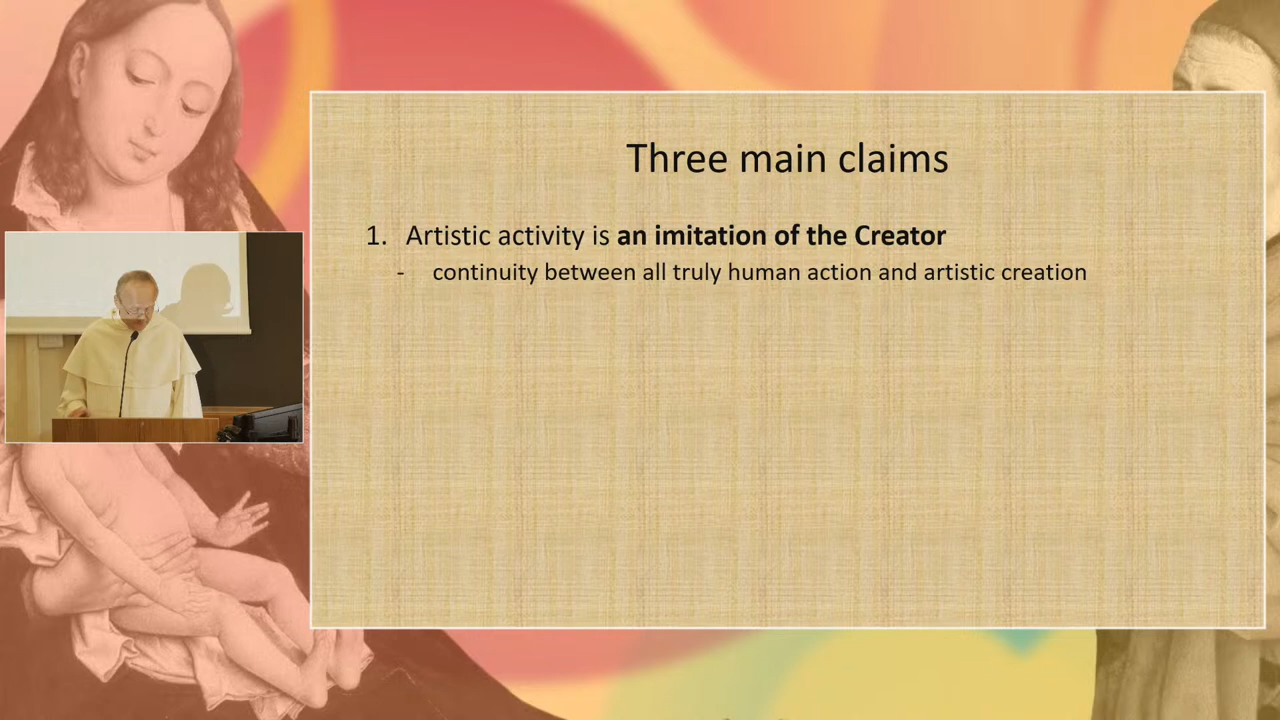 Three main claims
1. Artistic activity is an imitation of the Creator
- continuity between all truly human action and artistic creation